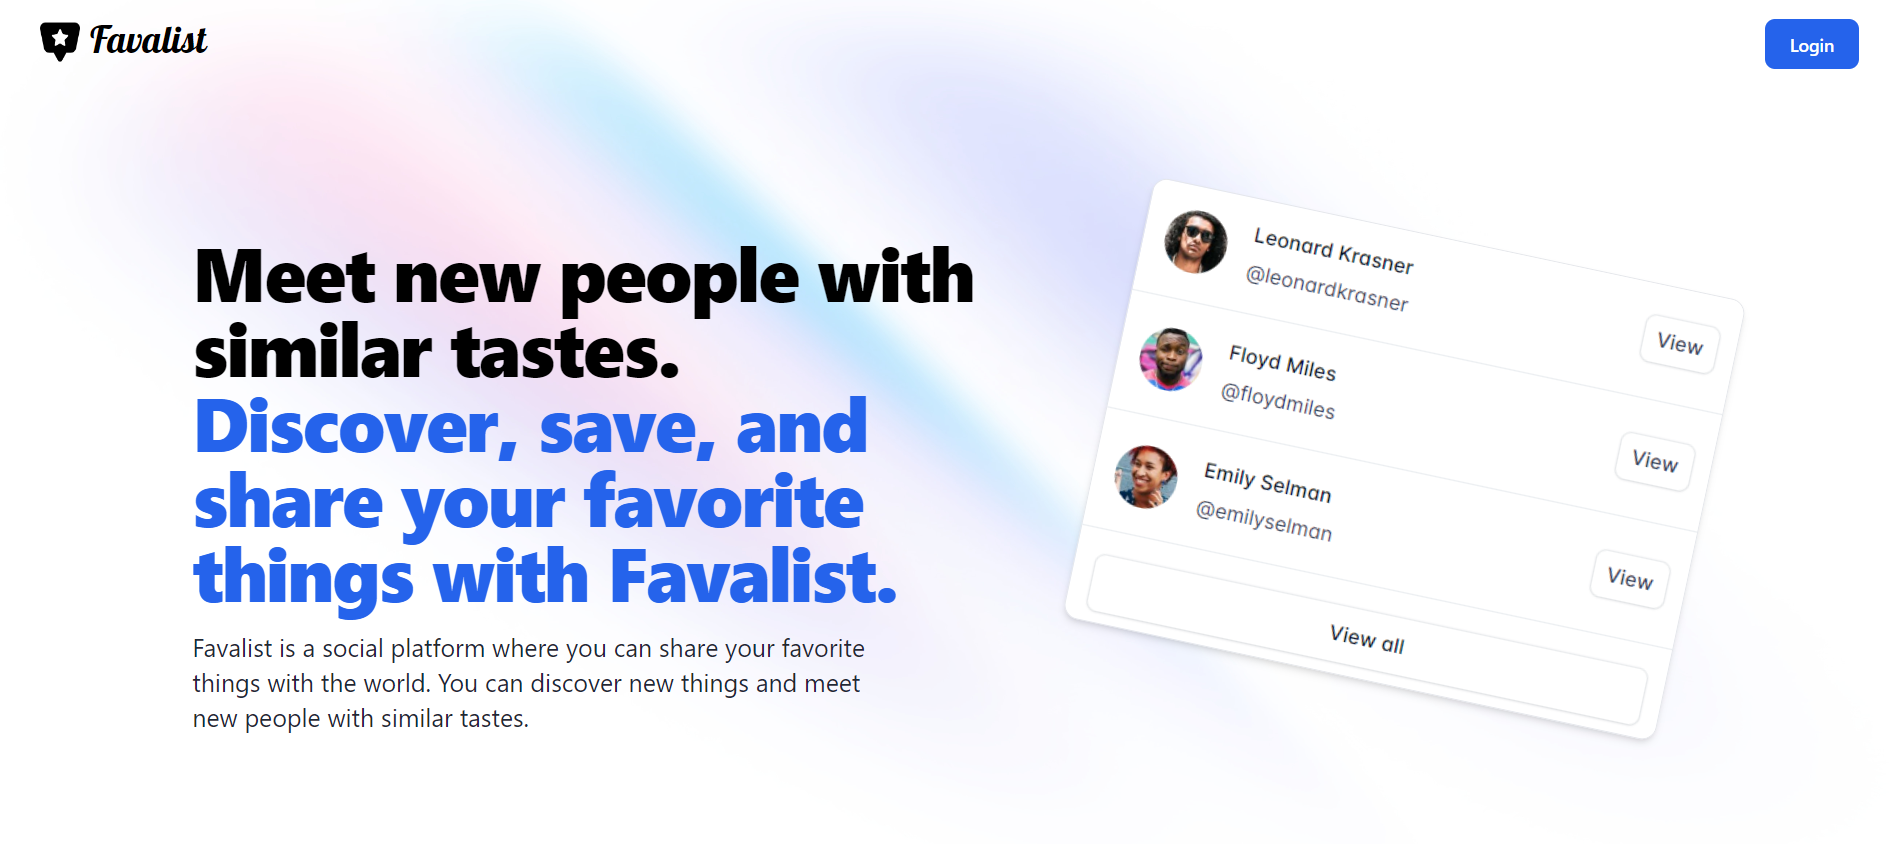 Favalist
Login
Meet new people with
similar tastes.
Discover, save, and
share your favorite
things with Favalist.
Favalist is a social platform where you can share your favorite
things with the world. You can discover new things and meet
new people with similar tastes.
Leonard Krasner
@leonardkrasner
View
Floyd Miles
@floydmiles
View
Emily Selman
@emilyselman
View
View all